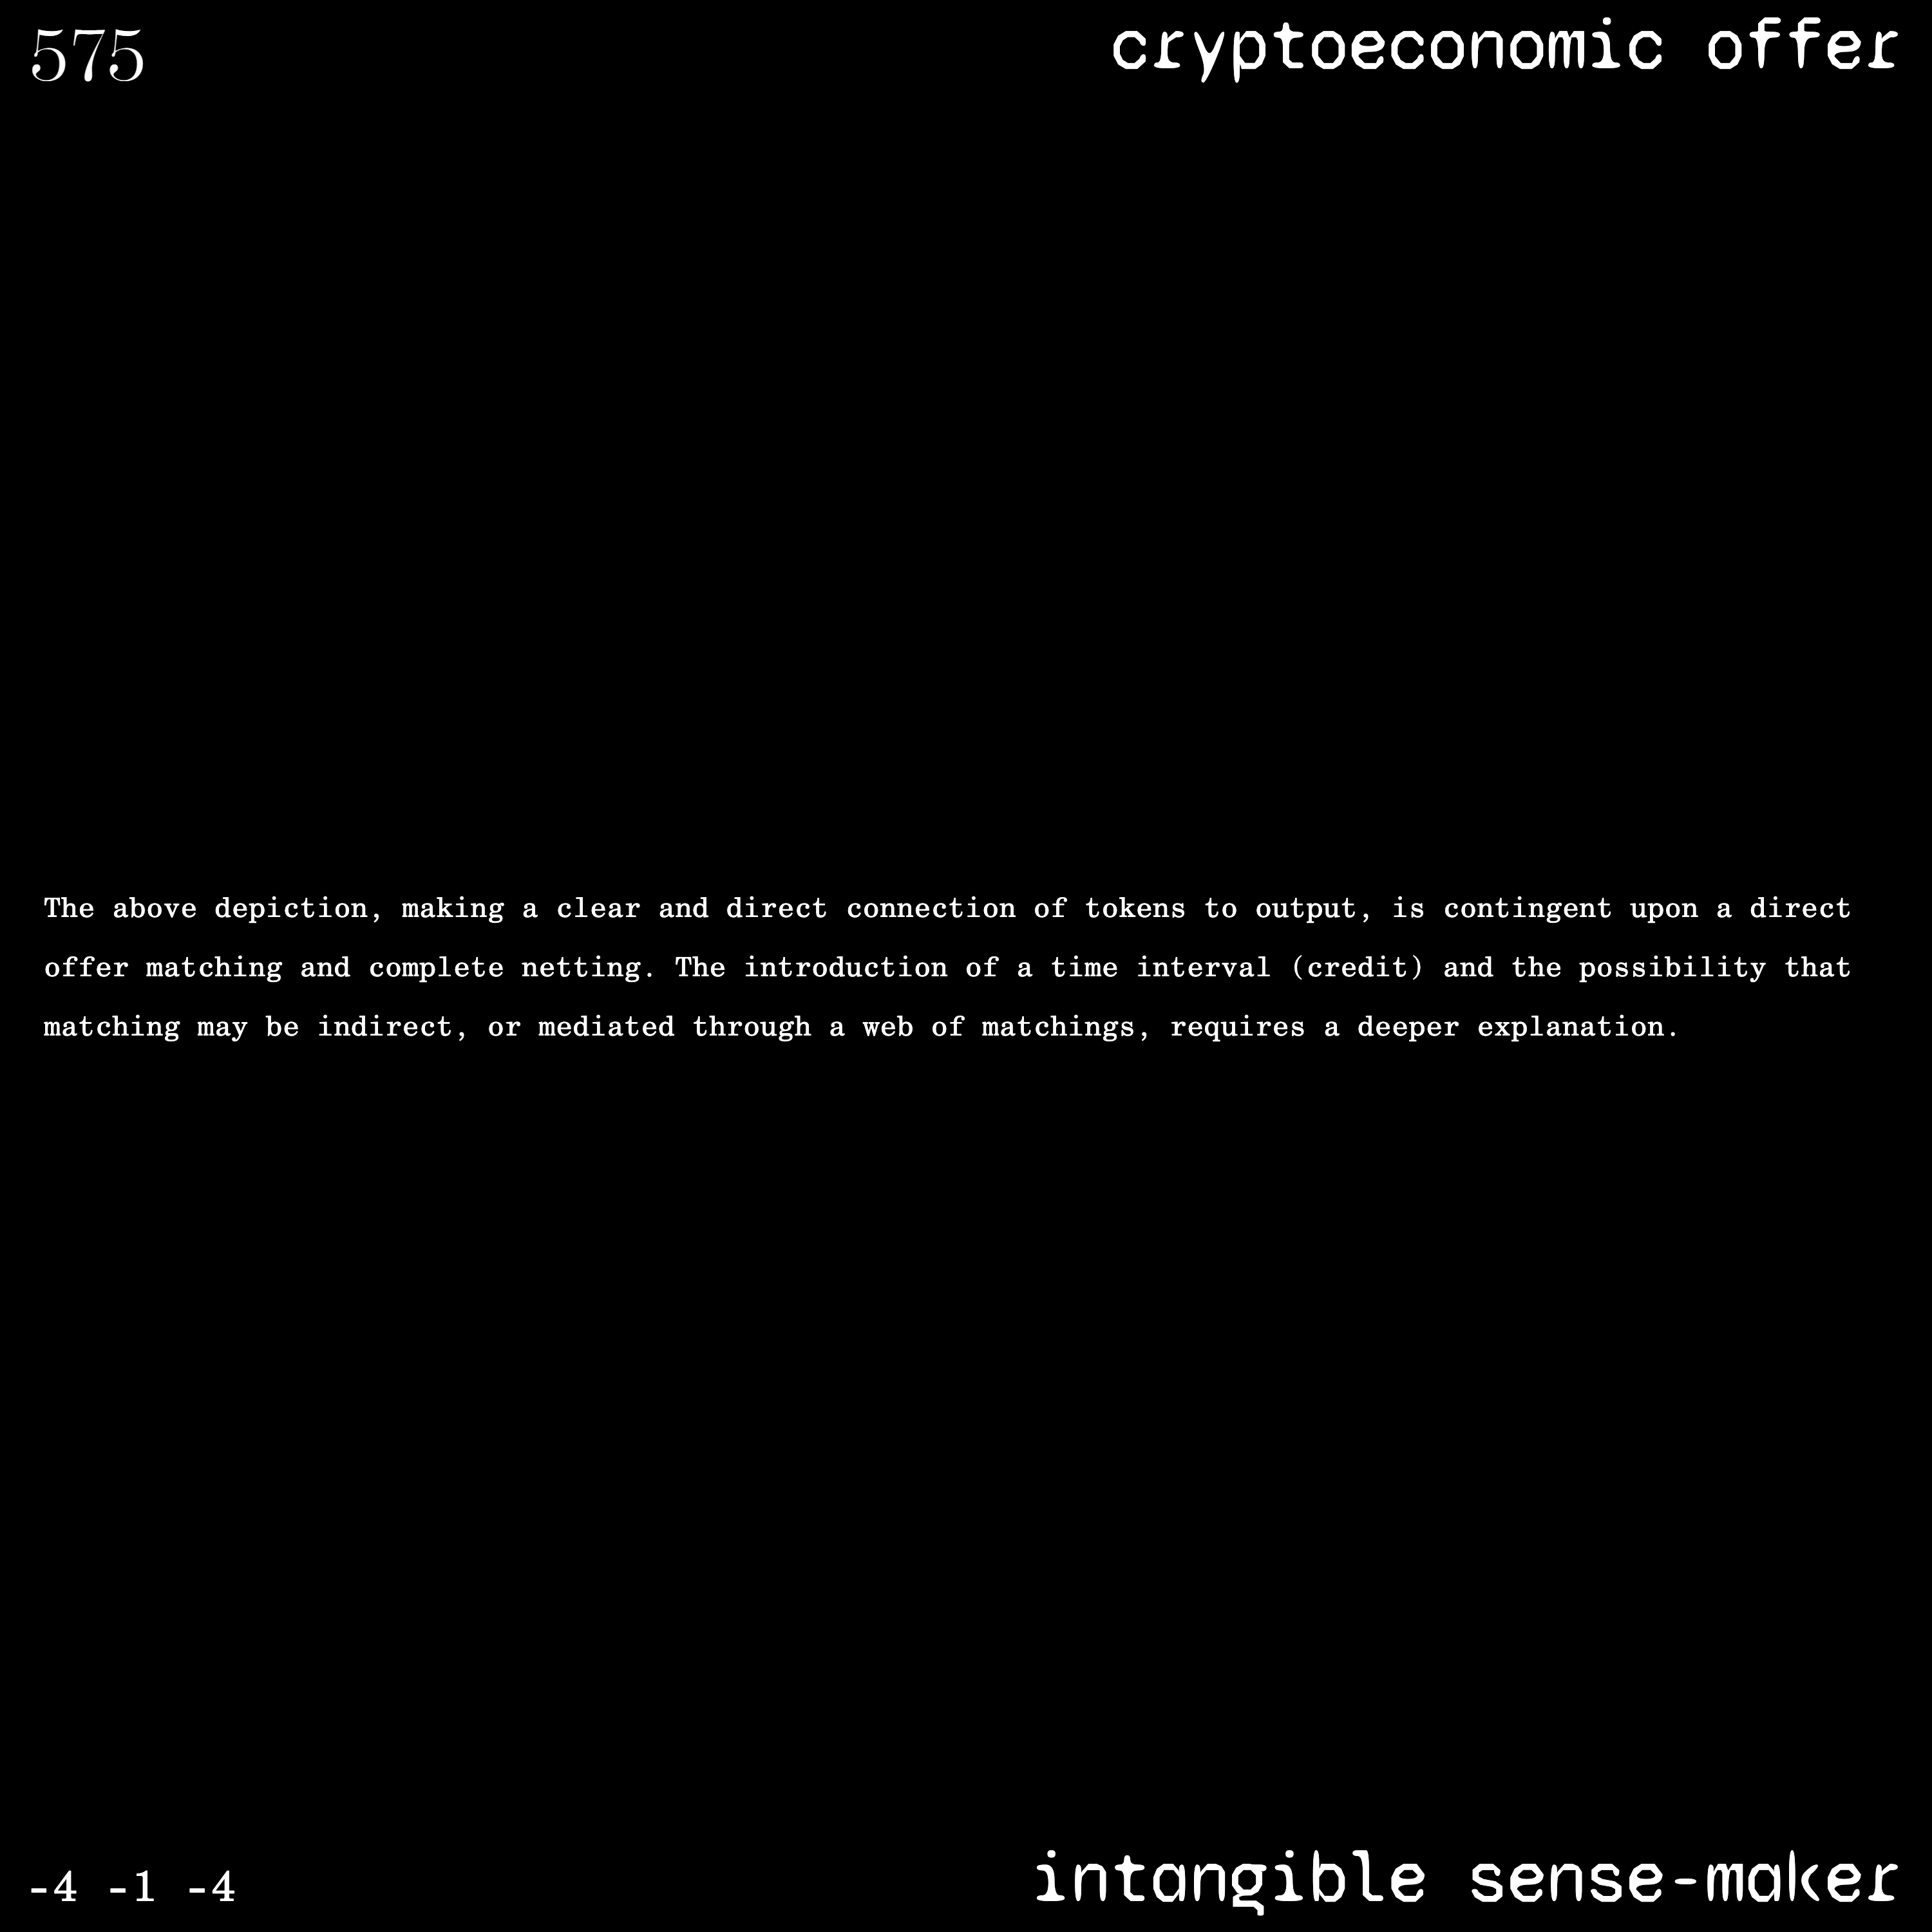 575
cryptoeconomic offer
The above depiction, making a clear and direct connection of tokens to output, is contingent upon a direct
offer matching and complete netting. The introduction of a time interval (credit) and the possibility that
matching may be indirect, or mediated through a web of matchings, requires a deeper explanation.
-4 -1 -4
intangible sense-maker